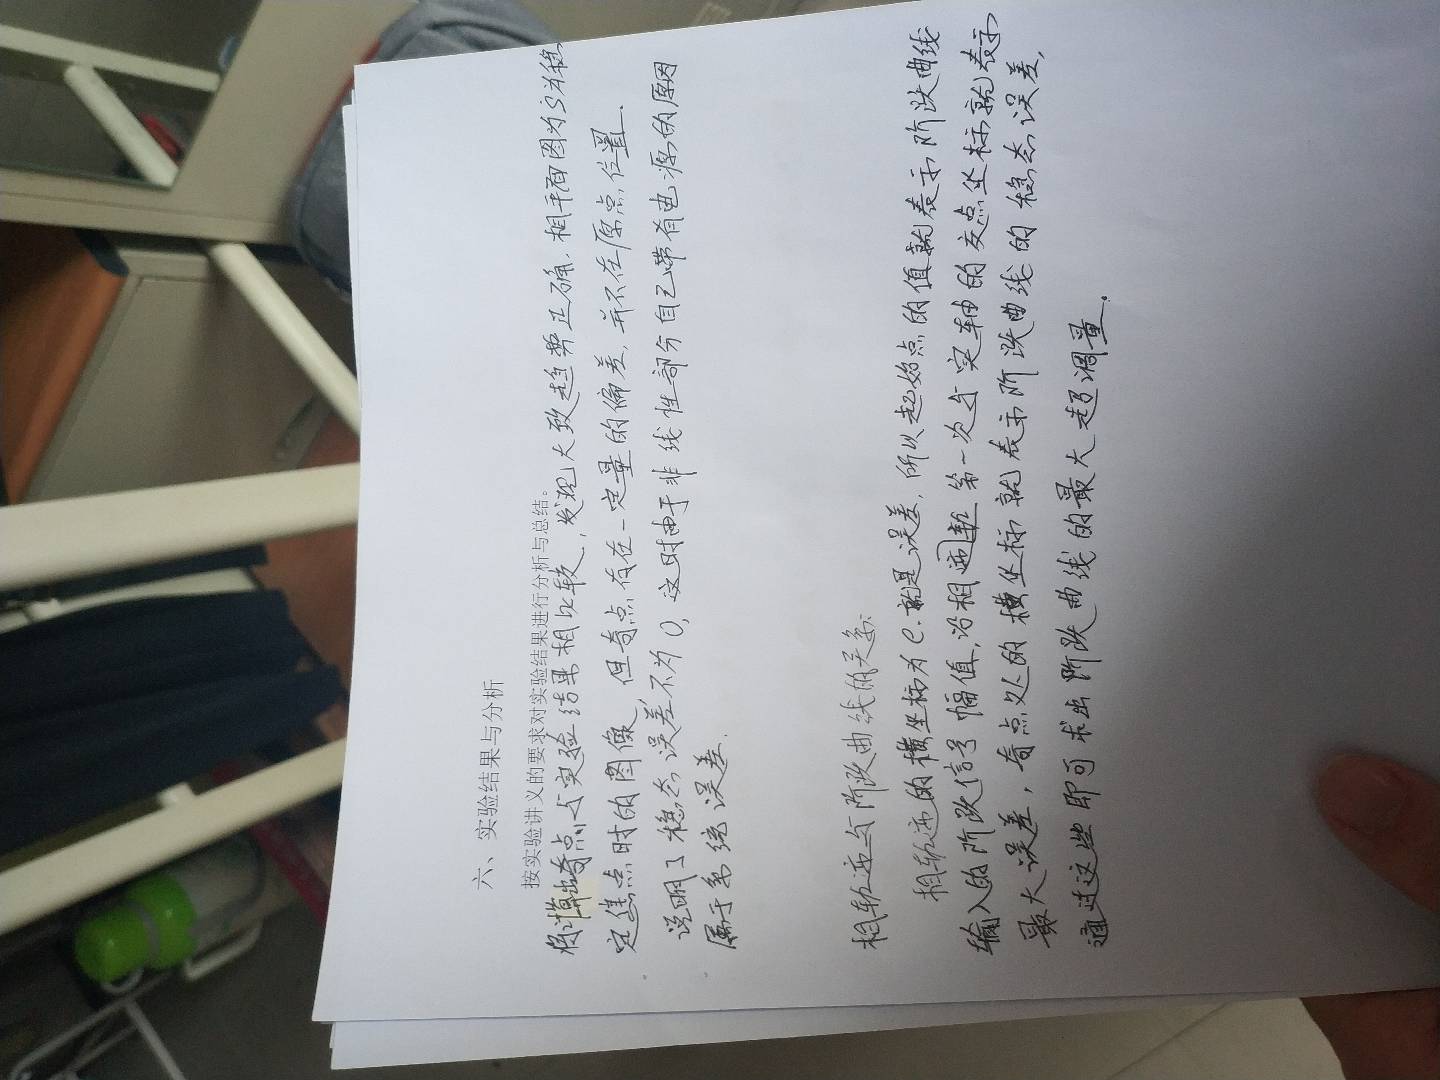 六、实验结果与分析
按实验讲义的要求对实验结果进行分析与总结。
将计算出奇点与实验结果相比较,发现大致趋势正确.相平面图为S为稳
定焦点时的图像,但奇点存在一定量的偏差,并不在原点位置.
说明了稳态误差不为0,这时由于非线性部分自己带有电源的原因
属于系统误差.
相轨迹与阶跃曲线的关系:
相轨迹的横坐标为e.就是误差,所以起始点的值就表示阶跃曲线
输入的阶跃信号幅值,沿相迹轨第一次与实轴的交点坐标就表示
最大误差,奇点处的横坐标就表示阶跃曲线的稳态误差,
通过这些即可求出阶跃曲线的最大超调量.